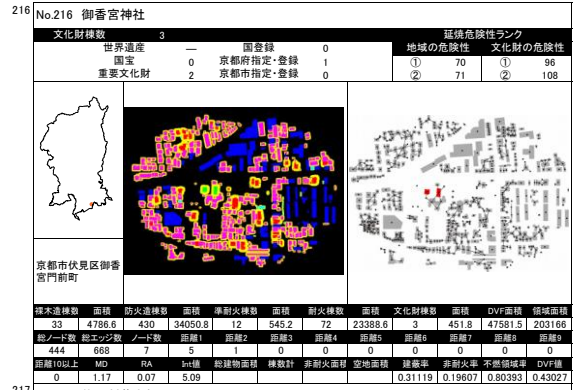 216 No.216 御香宮神社
文化財棟数 3 延焼危険性ランク
世界遺産 ― 国登録 0 地域の危険性 文化財の危険性
国宝 0 京都府指定・登録 1 ① 70 ① 96
重要文化財 2 京都市指定・登録 0 ② 71 ② 108
京都市伏見区御香
宮門前町
裸木造棟数 面積 防火造棟数 面積 準耐火棟数 面積 耐火棟数 面積 文化財棟数 面積 DVF面積 領域面積
33 4786.6 430 34050.8 12 545.2 72 23388.6 3 451.8 47581.5 203166
総ノード数 総エッジ数 ノード数 距離1 距離2 距離3 距離4 距離5 距離6 距離7 距離8 距離9
444 668 7 5 1 0 0 0 0 0 0 0
距離10以上 MD RA Int値 総建物面積 棟数計 非耐火面積 空地面積 建蔽率 非耐火率 不燃領域率 DVF値
0 1.17 0.07 5.09 0.31119 0.19607 0.80393 0.43027
217